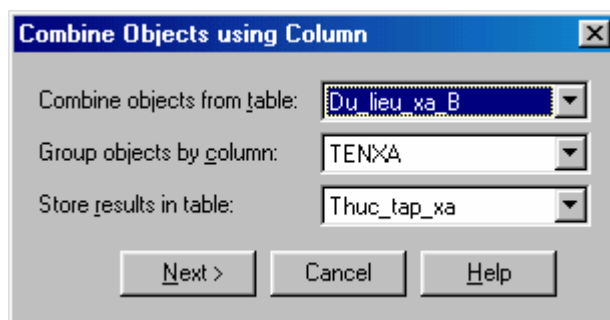 Combine Objects using Column
Combine objects from table: Du_lieu_xa_B
Group objects by column: TENXA
Store results in table: Thuc_tap_xa
Next > Cancel Help